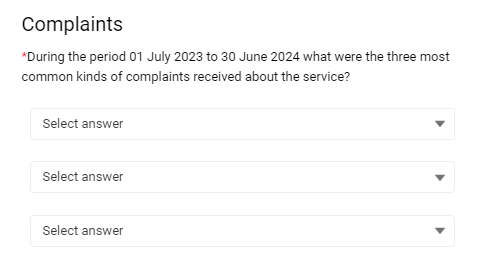 Complaints
*During the period 01 July 2023 to 30 June 2024 what were the three most
common kinds of complaints received about the service?
Select answer
Select answer
Select answer